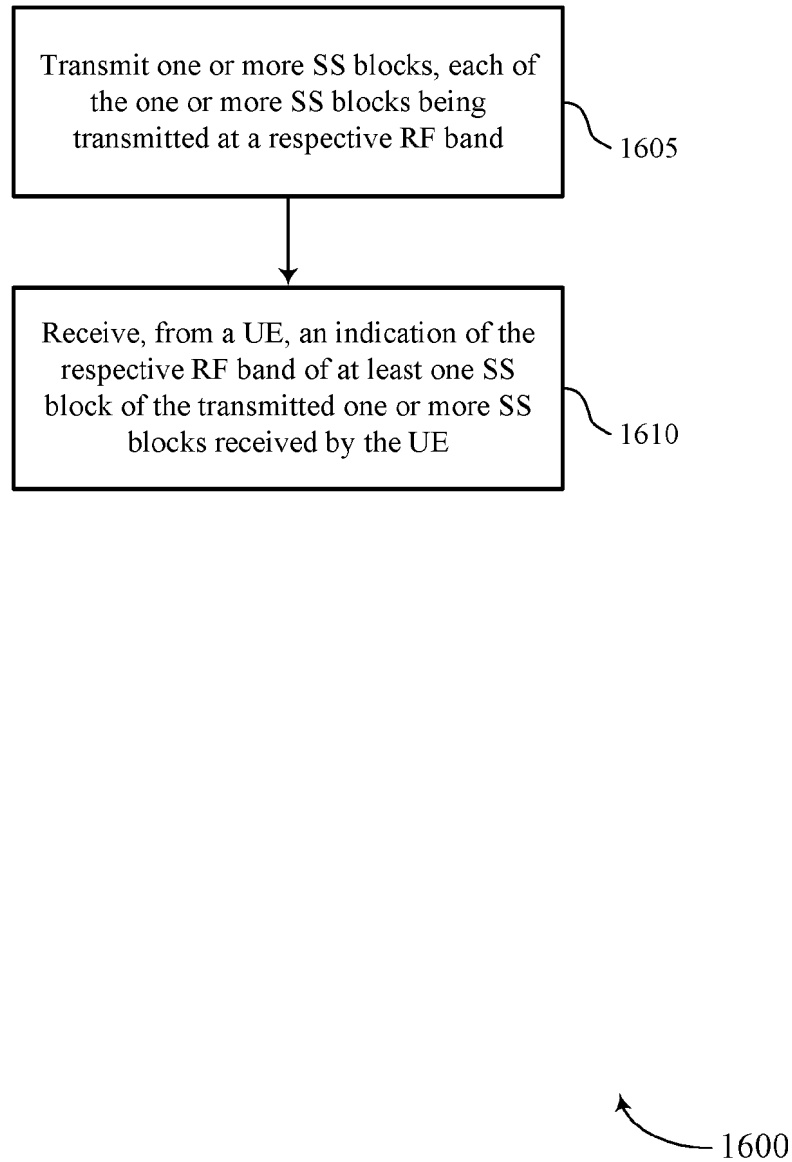 Transmit one or more SS blocks, each of
the one or more SS blocks being
transmitted at a respective RF band
1605
Receive, from a UE, an indication of the
respective RF band of at least one SS
block of the transmitted one or more SS
blocks received by the UE
1610
1600